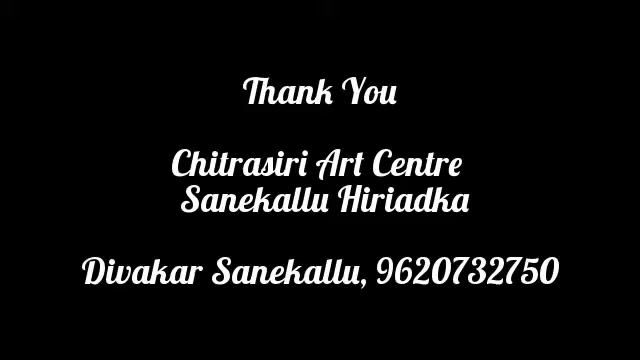 Thank You
Chitrasiri Art Centre
Sanekallu Hiriadka
Divakar Sanekallu, 9620732750